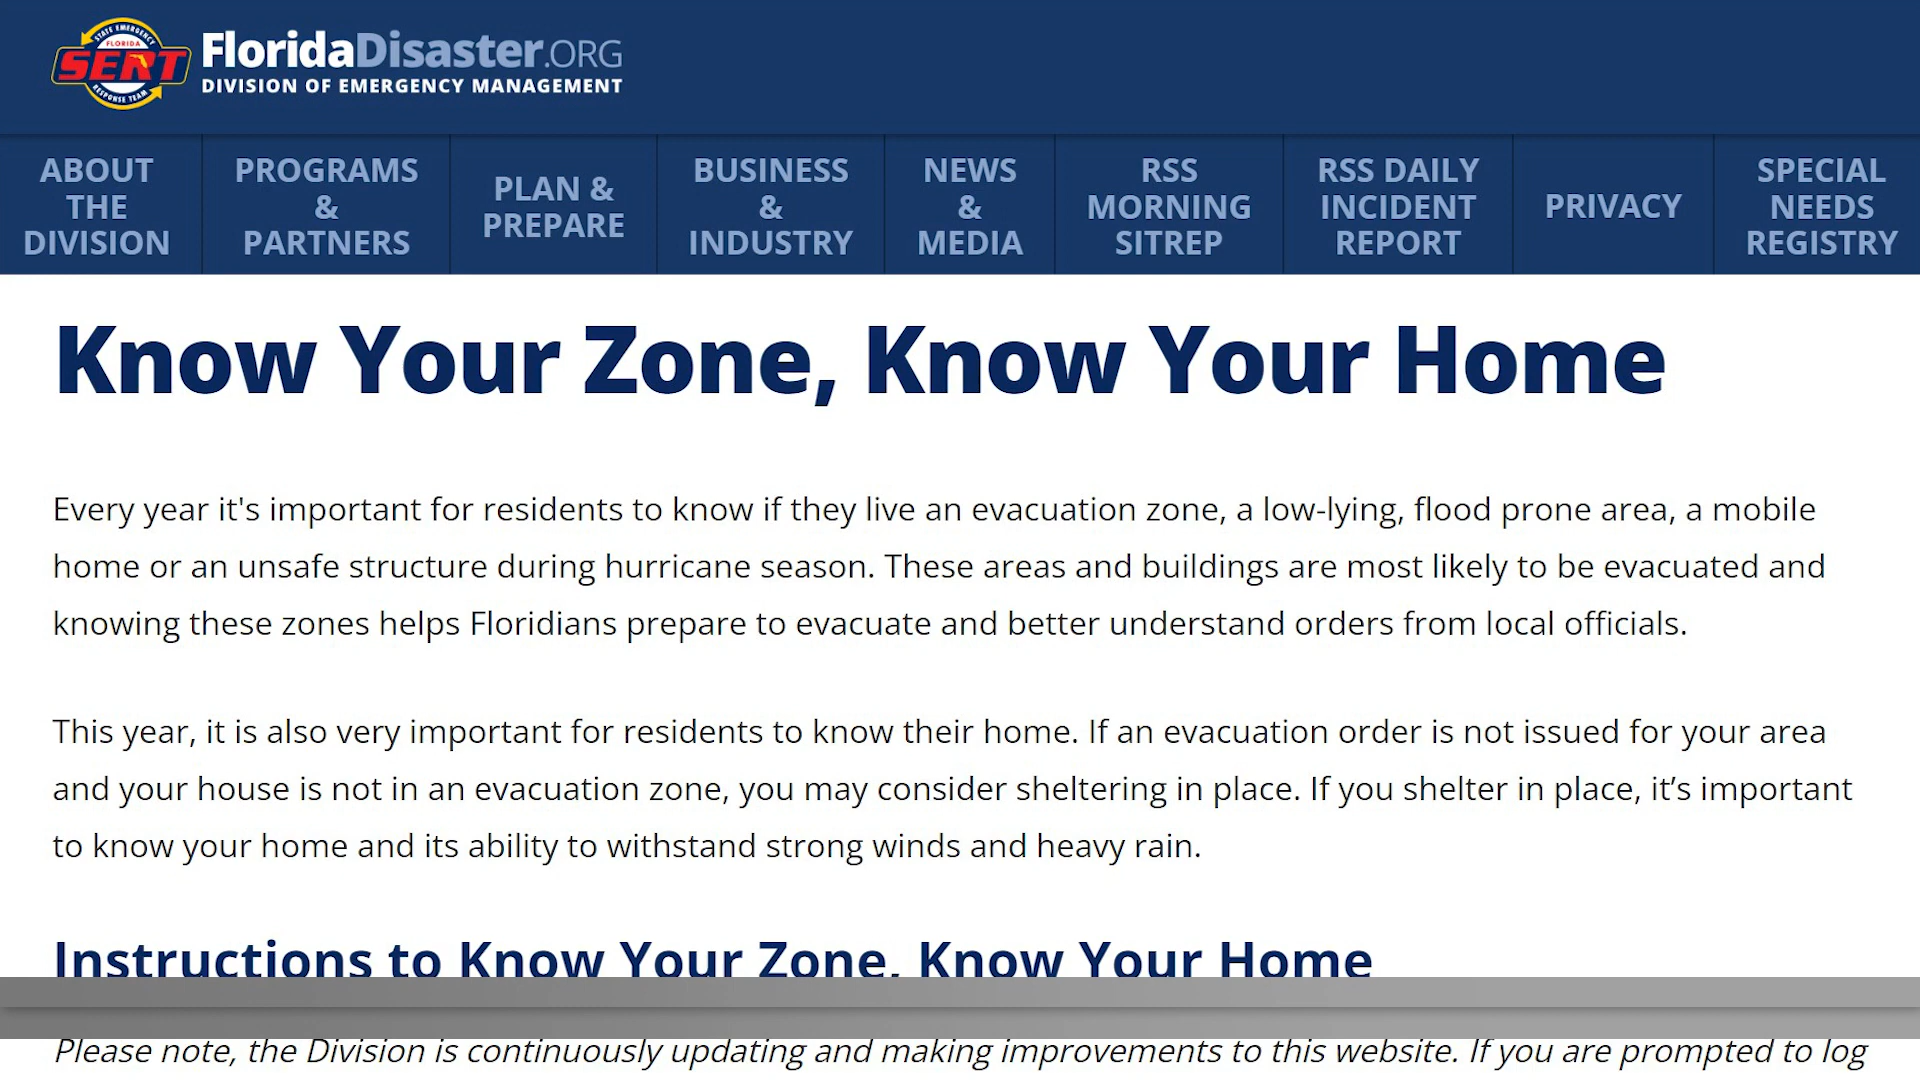 STATE EMERGENCY
FLORIDA
SERT
RESPONSE TEAM
FloridaDisaster.ORG
DIVISION OF EMERGENCY MANAGEMENT
ABOUT
THE
DIVISION
PROGRAMS
&
PARTNERS
PLAN &
PREPARE
BUSINESS
&
INDUSTRY
NEWS
&
MEDIA
RSS
MORNING
SITREP
RSS DAILY
INCIDENT
REPORT
PRIVACY
SPECIAL
NEEDS
REGISTRY
Know Your Zone, Know Your Home
Every year it's important for residents to know if they live an evacuation zone, a low-lying, flood prone area, a mobile
home or an unsafe structure during hurricane season. These areas and buildings are most likely to be evacuated and
knowing these zones helps Floridians prepare to evacuate and better understand orders from local officials.
This year, it is also very important for residents to know their home. If an evacuation order is not issued for your area
and your house is not in an evacuation zone, you may consider sheltering in place. If you shelter in place, it’s important
to know your home and its ability to withstand strong winds and heavy rain.
Instructions to Know Your Zone, Know Your Home
Please note, the Division is continuously updating and making improvements to this website. If you are prompted to log